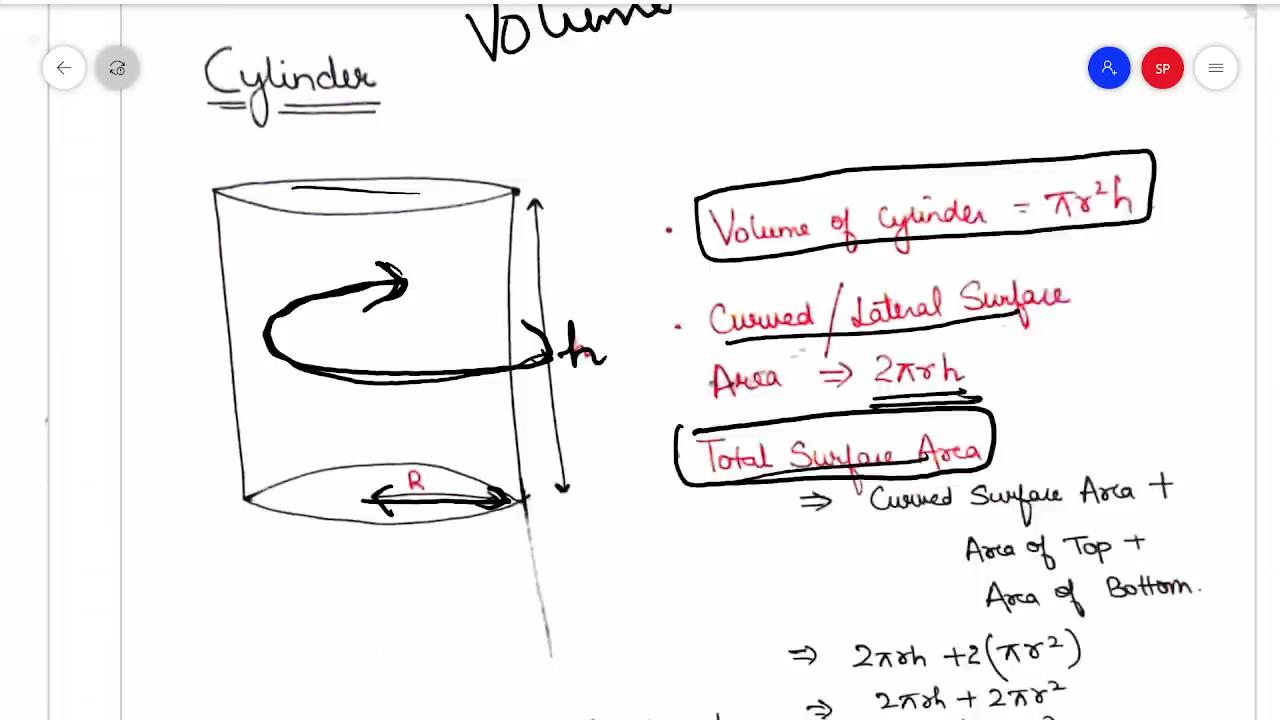 Volume
Cylinder
SP
. Volume of Cylinder = πr²h
. Curved / Lateral Surface
Area ⇒ 2πrh
Total Surface Area
⇒ Curved Surface Area +
Area of Top +
Area of Bottom.
⇒ 2πrh + 2(πr²)
⇒ 2πrh + 2πr²
h
R